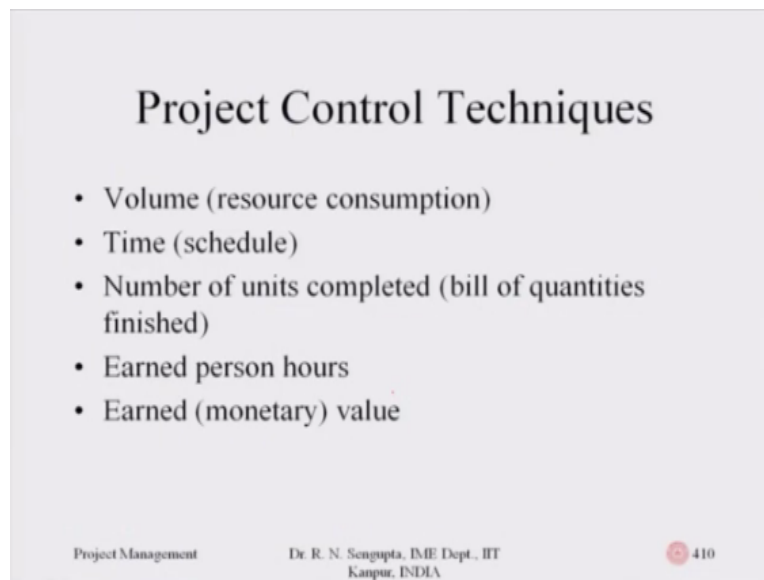 Project Control Techniques
• Volume (resource consumption)
• Time (schedule)
• Number of units completed (bill of quantities
finished)
• Earned person hours
• Earned (monetary) value
Project Management
Dr. R. N. Sengupta, IME Dept., IIT
Kanpur, INDIA
410